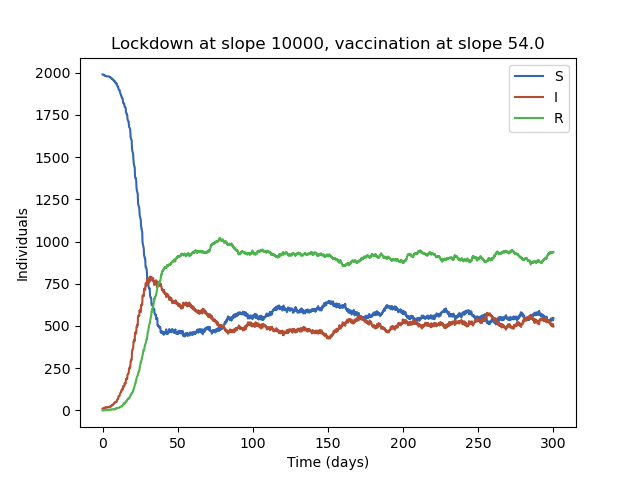 Lockdown at slope 10000, vaccination at slope 54.0
S
I
R
Individuals
2000
1750
1500
1250
1000
750
500
250
0
0 50 100 150 200 250 300
Time (days)